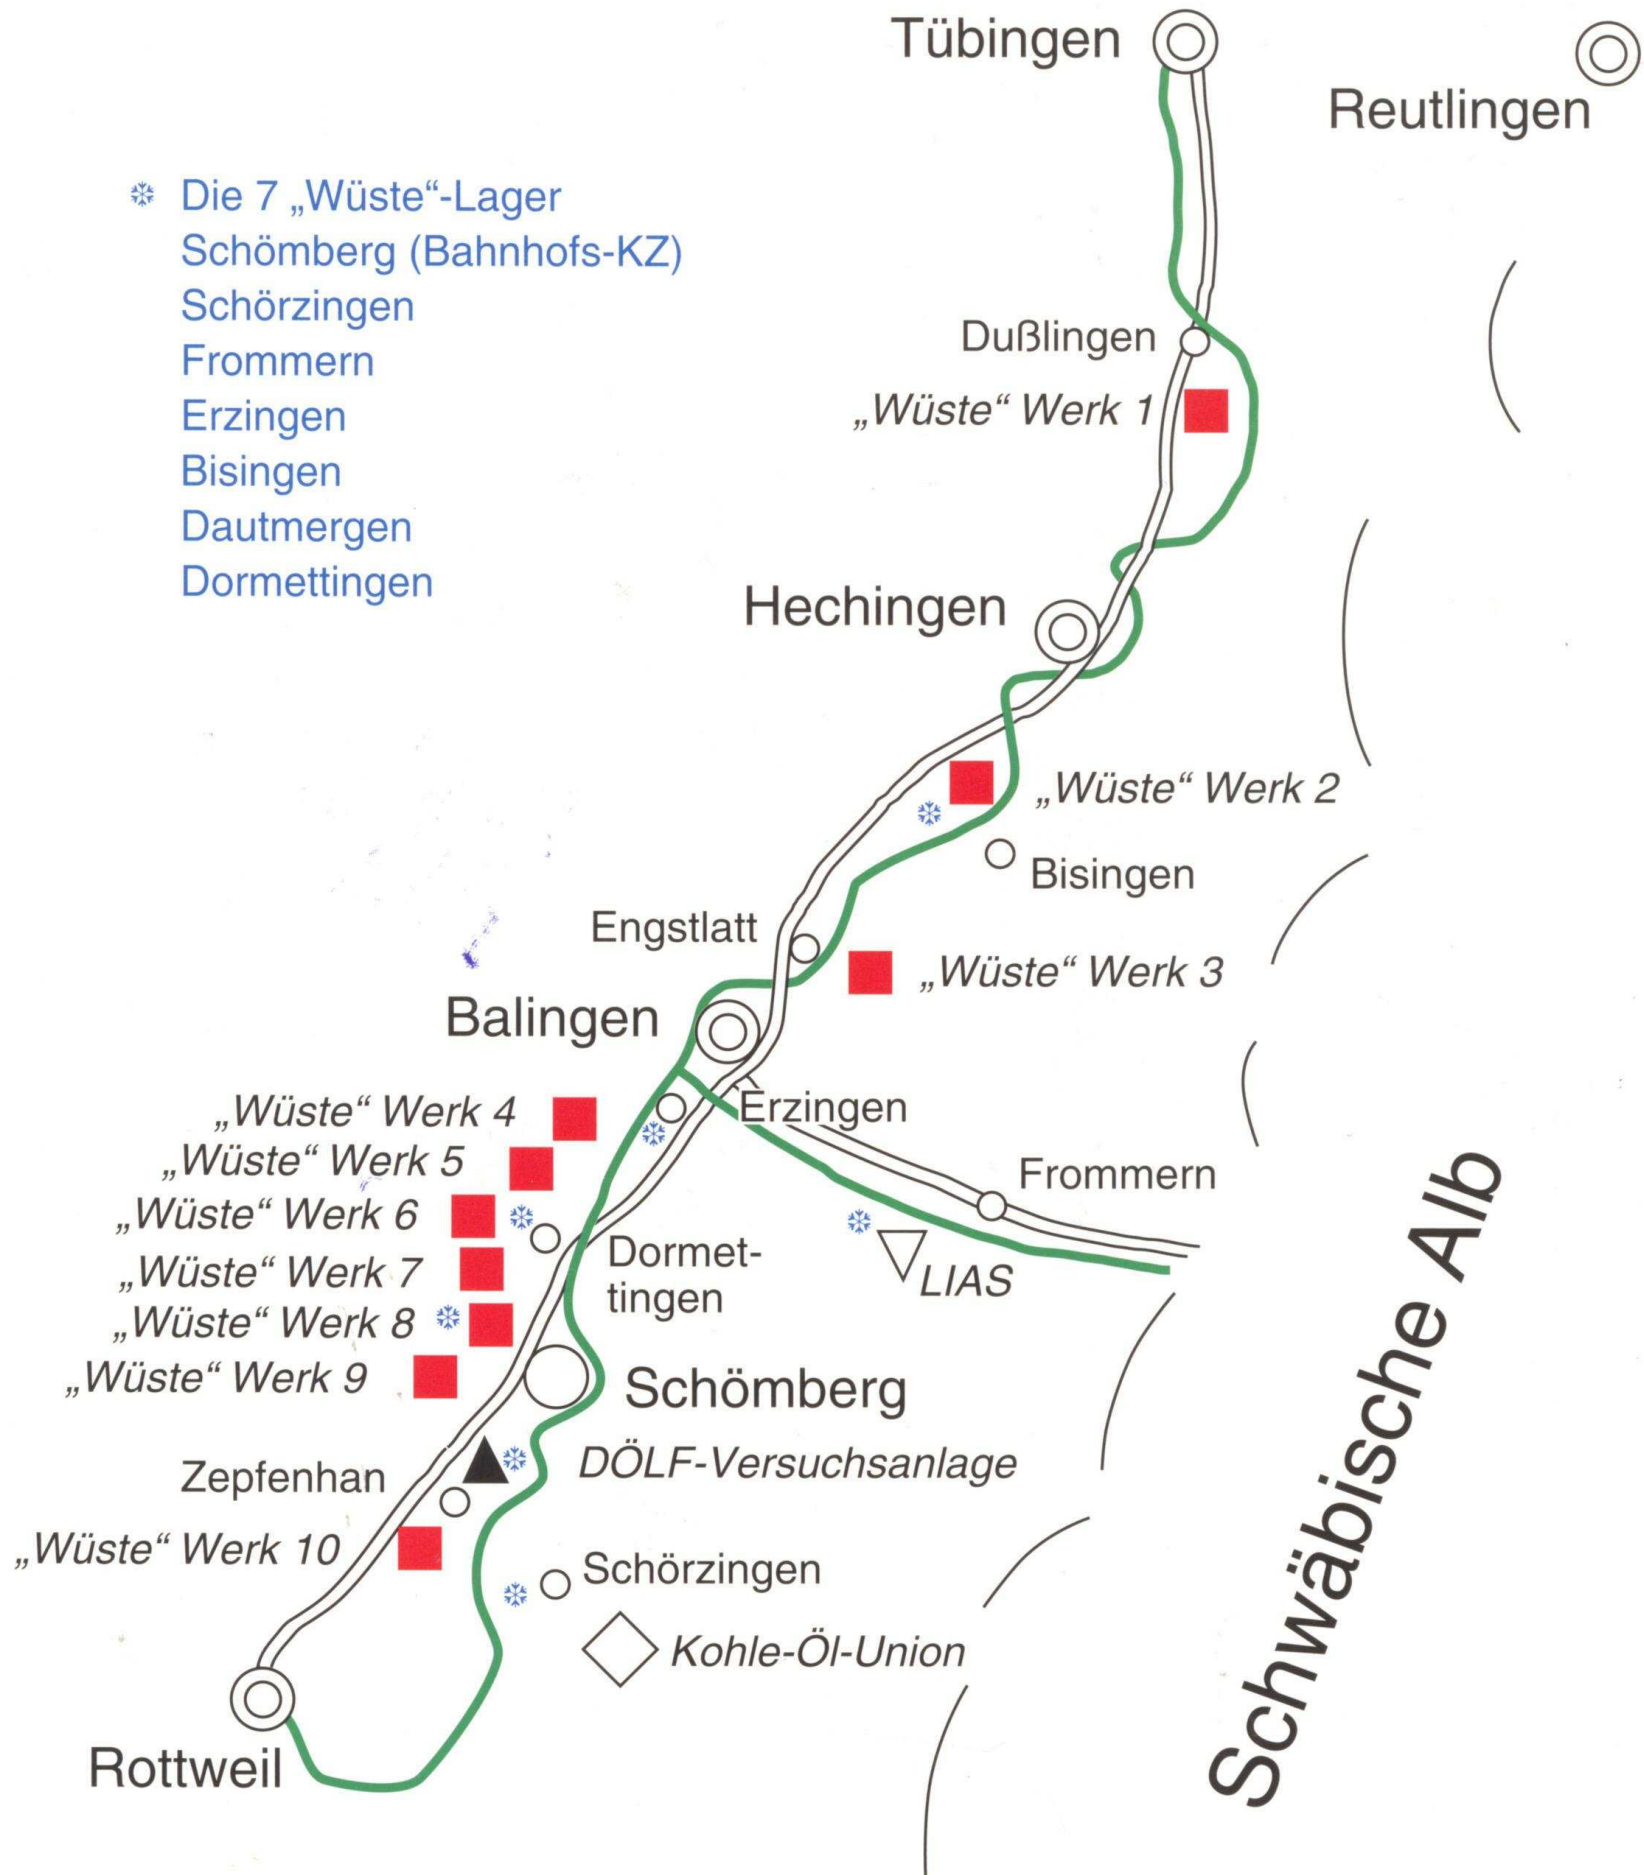 Tübingen
Reutlingen
❄ Die 7 „Wüste“-Lager
Schömberg (Bahnhofs-KZ)
Schörzingen
Frommern
Erzingen
Bisingen
Dautmergen
Dormettingen
Dußlingen
„Wüste“ Werk 1
Hechingen
„Wüste“ Werk 2
Bisingen
Engstlatt
„Wüste“ Werk 3
Balingen
„Wüste“ Werk 4
Erzingen
„Wüste“ Werk 5
Frommern
„Wüste“ Werk 6
Dormet-
tingen
„Wüste“ Werk 7
LIAS
„Wüste“ Werk 8
„Wüste“ Werk 9
Schömberg
Zepfenhan
DÖLF-Versuchsanlage
„Wüste“ Werk 10
Schörzingen
Kohle-Öl-Union
Rottweil
Schwäbische Alb